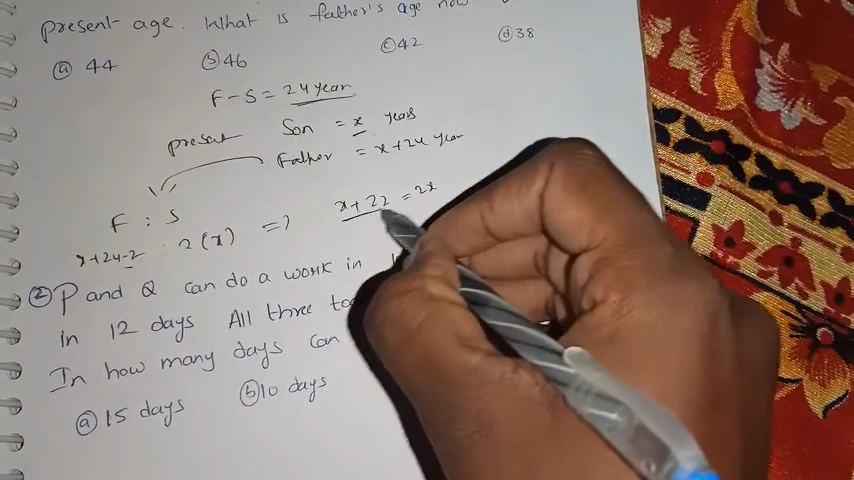 present age. What is father's age now
ⓐ 44 ⓑ 46 ⓒ 42 ⓓ 38
F - S = 24 year
present Son = x years
Father = x+24 year
F : S
x+24-2 : 2(x) => x+22 = 2x
② P and Q can do a work in
in 12 days All three
In how many days can
ⓐ 15 days ⓑ 10 days